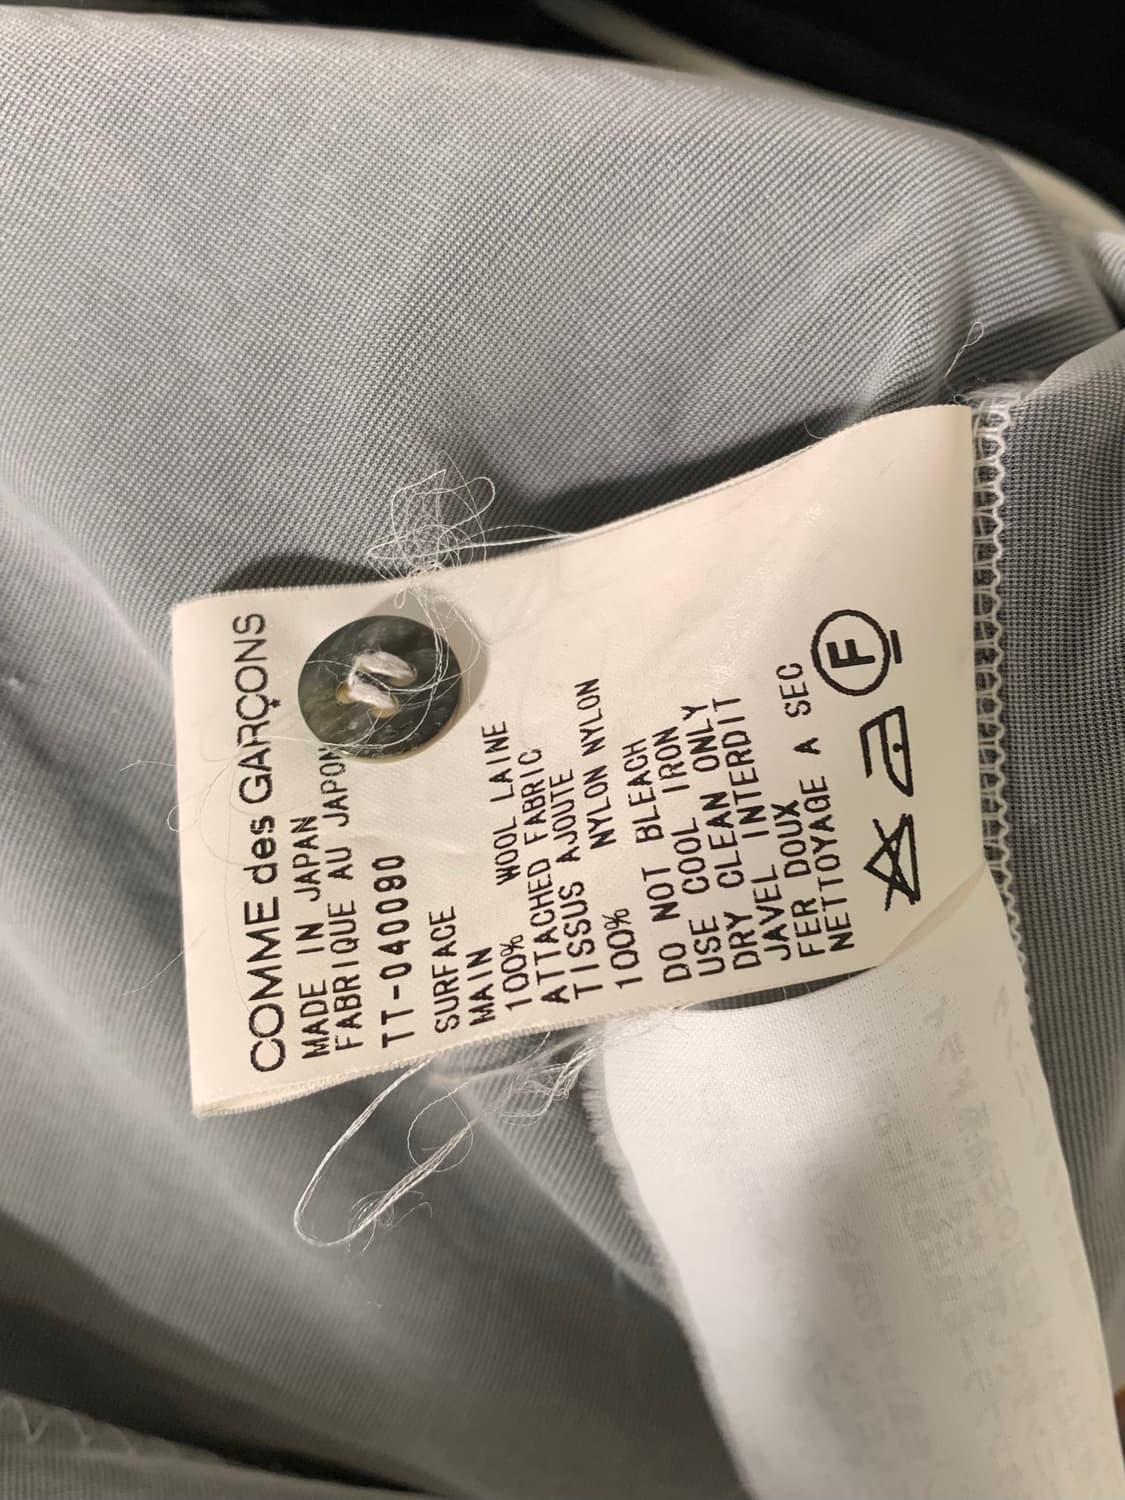 COMME des GARÇONS
MADE IN JAPAN
FABRIQUE AU JAPON
TT-040090
SURFACE
MAIN
100% WOOL LAINE
ATTACHED FABRIC
TISSUS AJOUTE
100% NYLON NYLON
DO NOT BLEACH
USE COOL IRON
DRY CLEAN ONLY
JAVEL INTERDIT
FER DOUX
NETTOYAGE A SEC
F